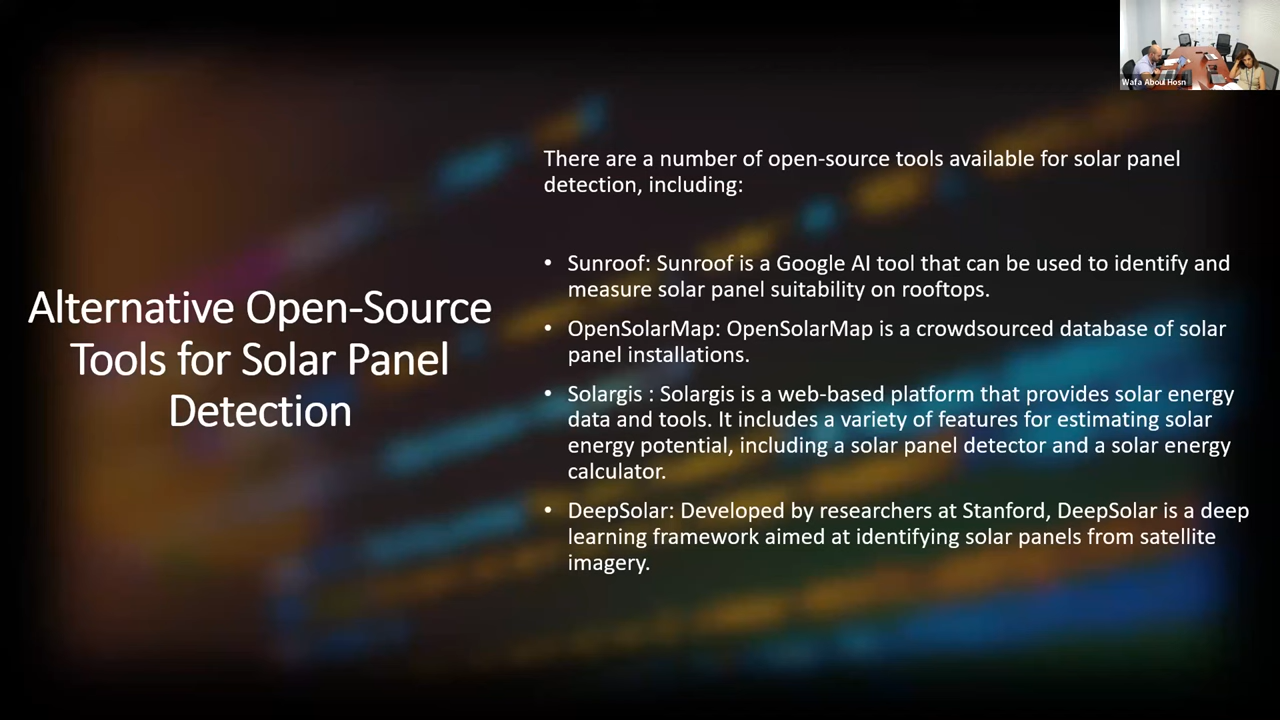 Wafa Aboul Hosn
Alternative Open-Source
Tools for Solar Panel
Detection
There are a number of open-source tools available for solar panel
detection, including:
• Sunroof: Sunroof is a Google AI tool that can be used to identify and
measure solar panel suitability on rooftops.
• OpenSolarMap: OpenSolarMap is a crowdsourced database of solar
panel installations.
• Solargis : Solargis is a web-based platform that provides solar energy
data and tools. It includes a variety of features for estimating solar
energy potential, including a solar panel detector and a solar energy
calculator.
• DeepSolar: Developed by researchers at Stanford, DeepSolar is a deep
learning framework aimed at identifying solar panels from satellite
imagery.